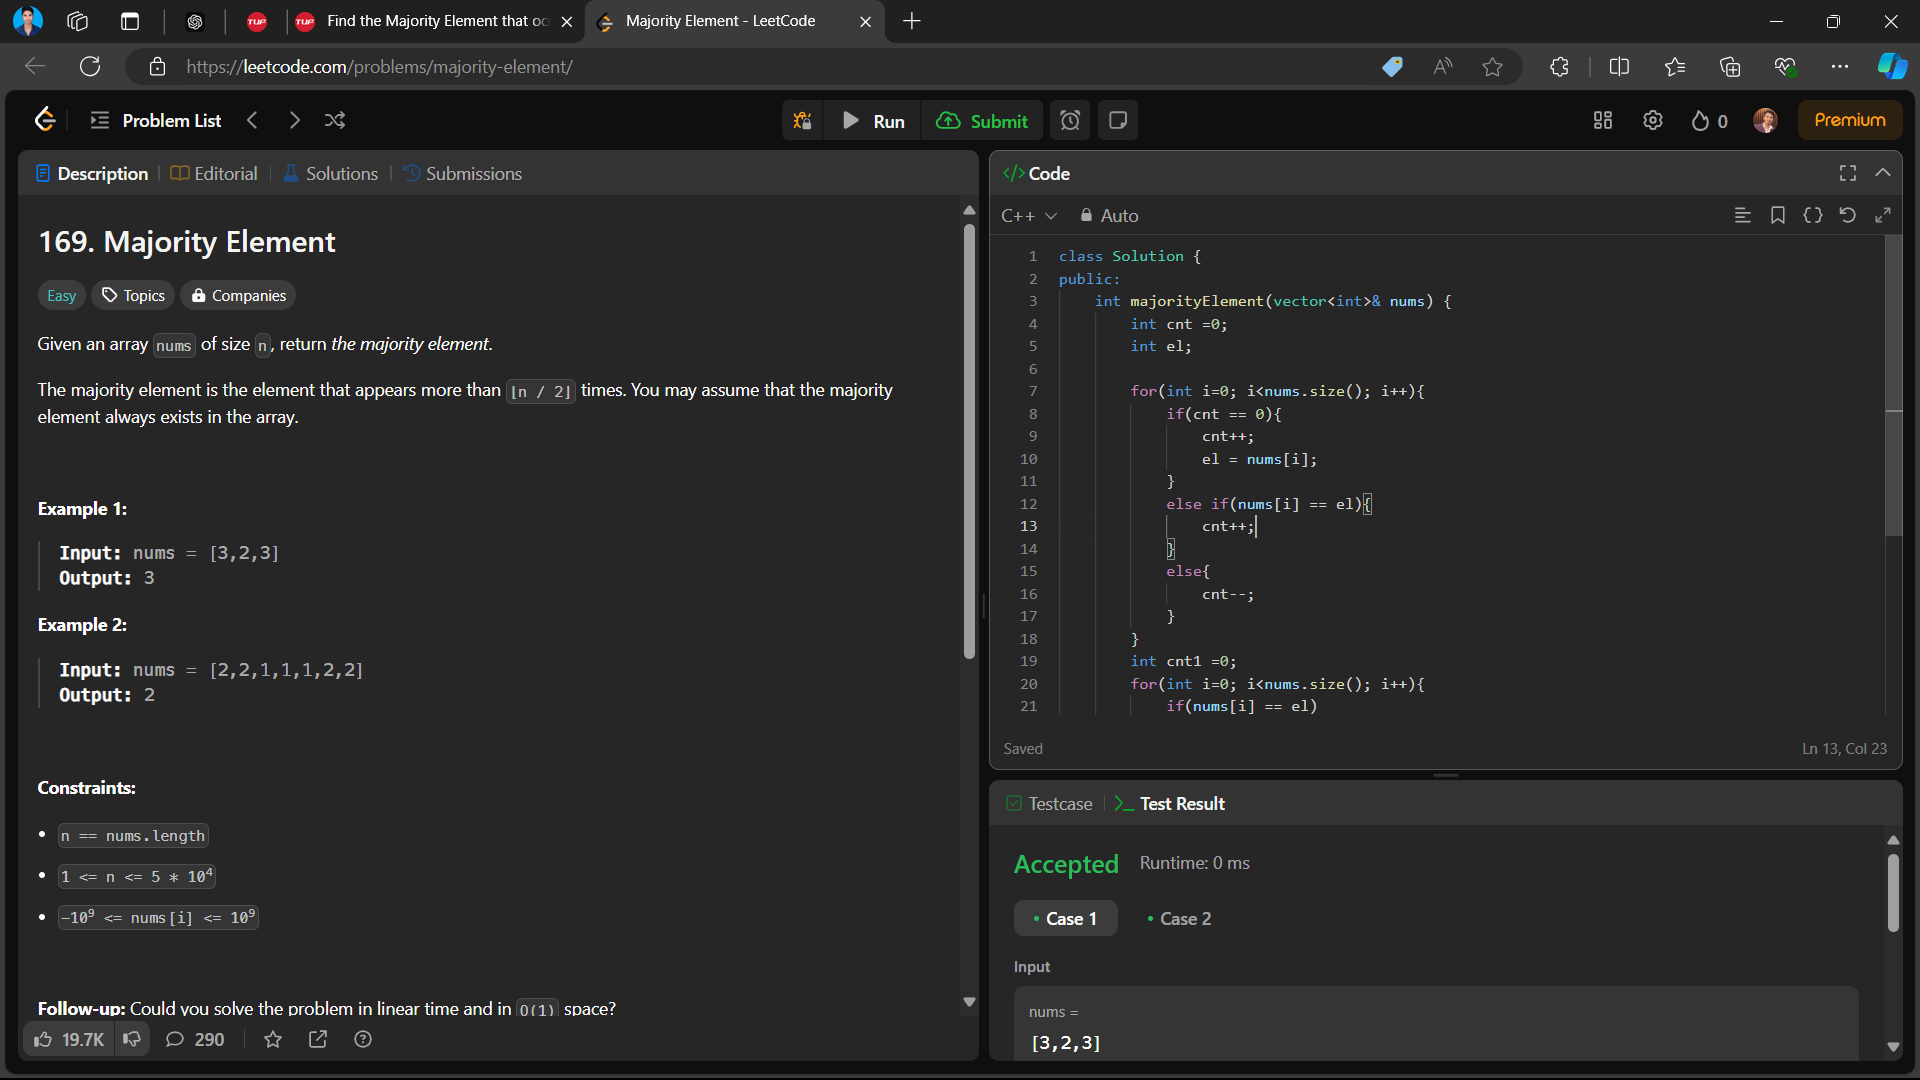 Find the Majority Element that oc
Majority Element - LeetCode
https://leetcode.com/problems/majority-element/
Problem List
Run
Submit
0
Premium
Description
Editorial
Solutions
Submissions
169. Majority Element
Easy
Topics
Companies
Given an array nums of size n, return the majority element.
The majority element is the element that appears more than ⌊n / 2⌋ times. You may assume that the majority
element always exists in the array.
Example 1:
Input: nums = [3,2,3]
Output: 3
Example 2:
Input: nums = [2,2,1,1,1,2,2]
Output: 2
Constraints:
n == nums.length
1 <= n <= 5 * 10⁴
-10⁹ <= nums[i] <= 10⁹
Follow-up: Could you solve the problem in linear time and in O(1) space?
19.7K
290
Code
C++
Auto
1 class Solution {
2 public:
3 int majorityElement(vector<int>& nums) {
4 int cnt =0;
5 int el;
6
7 for(int i=0; i<nums.size(); i++){
8 if(cnt == 0){
9 cnt++;
10 el = nums[i];
11 }
12 else if(nums[i] == el){
13 cnt++;
14 }
15 else{
16 cnt--;
17 }
18 }
19 int cnt1 =0;
20 for(int i=0; i<nums.size(); i++){
21 if(nums[i] == el)
Saved
Ln 13, Col 23
Testcase
Test Result
Accepted
Runtime: 0 ms
Case 1
Case 2
Input
nums =
[3,2,3]